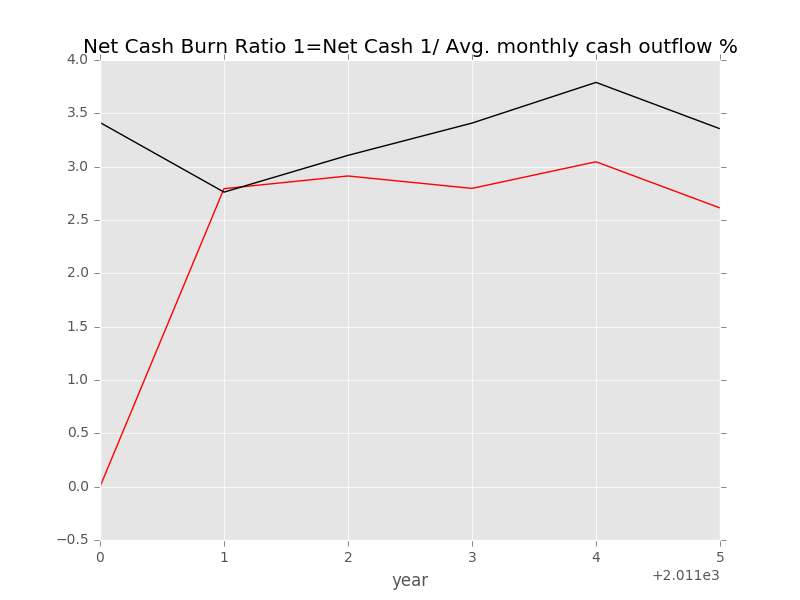 Net Cash Burn Ratio 1=Net Cash 1/ Avg. monthly cash outflow %
4.0
3.5
3.0
2.5
2.0
1.5
1.0
0.5
0.0
−0.5
0 1 2 3 4 5
+2.011e3
year